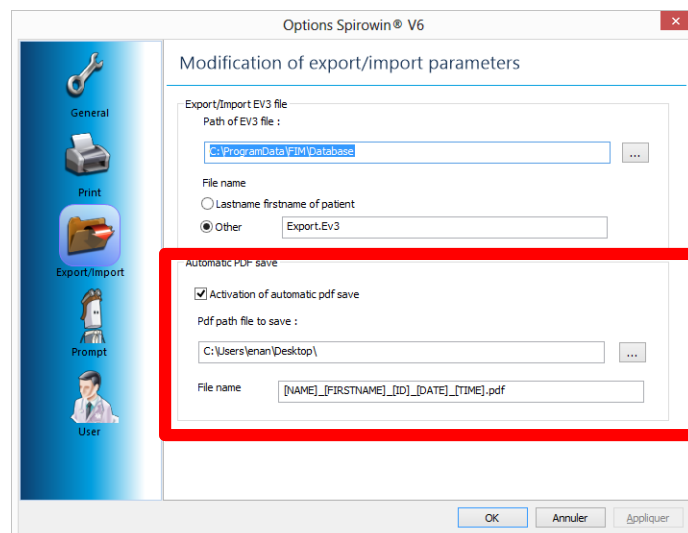 Options Spirowin® V6
×
General
Print
Export/Import
Prompt
User
Modification of export/import parameters
Export/Import EV3 file
Path of EV3 file :
C:\ProgramData\FIM\Database
...
File name
Lastname firstname of patient
Other
Export.Ev3
Automatic PDF save
Activation of automatic pdf save
Pdf path file to save :
C:\Users\enan\Desktop\
...
File name
[NAME]_[FIRSTNAME]_[ID]_[DATE]_[TIME].pdf
OK
Annuler
Appliquer